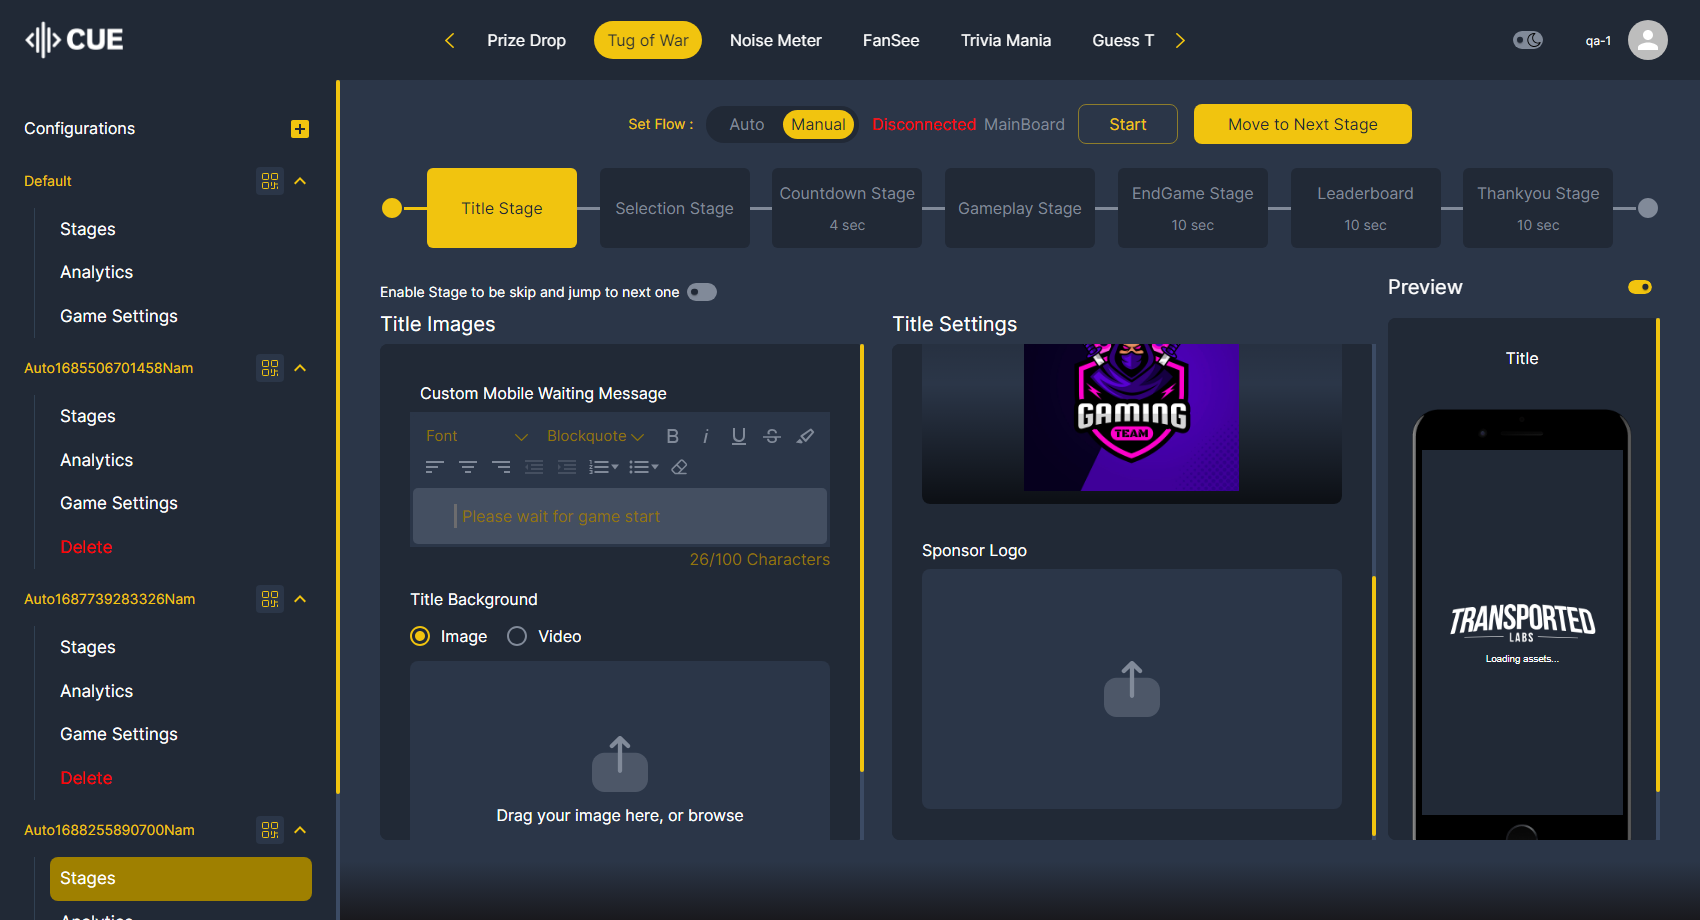 CUE
Prize Drop
Tug of War
Noise Meter
FanSee
Trivia Mania
Guess T
qa-1
Configurations
Default
Stages
Analytics
Game Settings
Auto1685506701458Nam
Stages
Analytics
Game Settings
Delete
Auto1687739283326Nam
Stages
Analytics
Game Settings
Delete
Auto1688255890700Nam
Stages
Analytics
Set Flow :
Auto
Manual
Disconnected MainBoard
Start
Move to Next Stage
Title Stage
Selection Stage
Countdown Stage
4 sec
Gameplay Stage
EndGame Stage
10 sec
Leaderboard
10 sec
Thankyou Stage
10 sec
Enable Stage to be skip and jump to next one
Title Images
Custom Mobile Waiting Message
Font
Blockquote
Please wait for game start
26/100 Characters
Title Background
Image
Video
Drag your image here, or browse
Title Settings
GAMING
TEAM
Sponsor Logo
Preview
Title
TRANSPORTED
LABS
Loading assets...